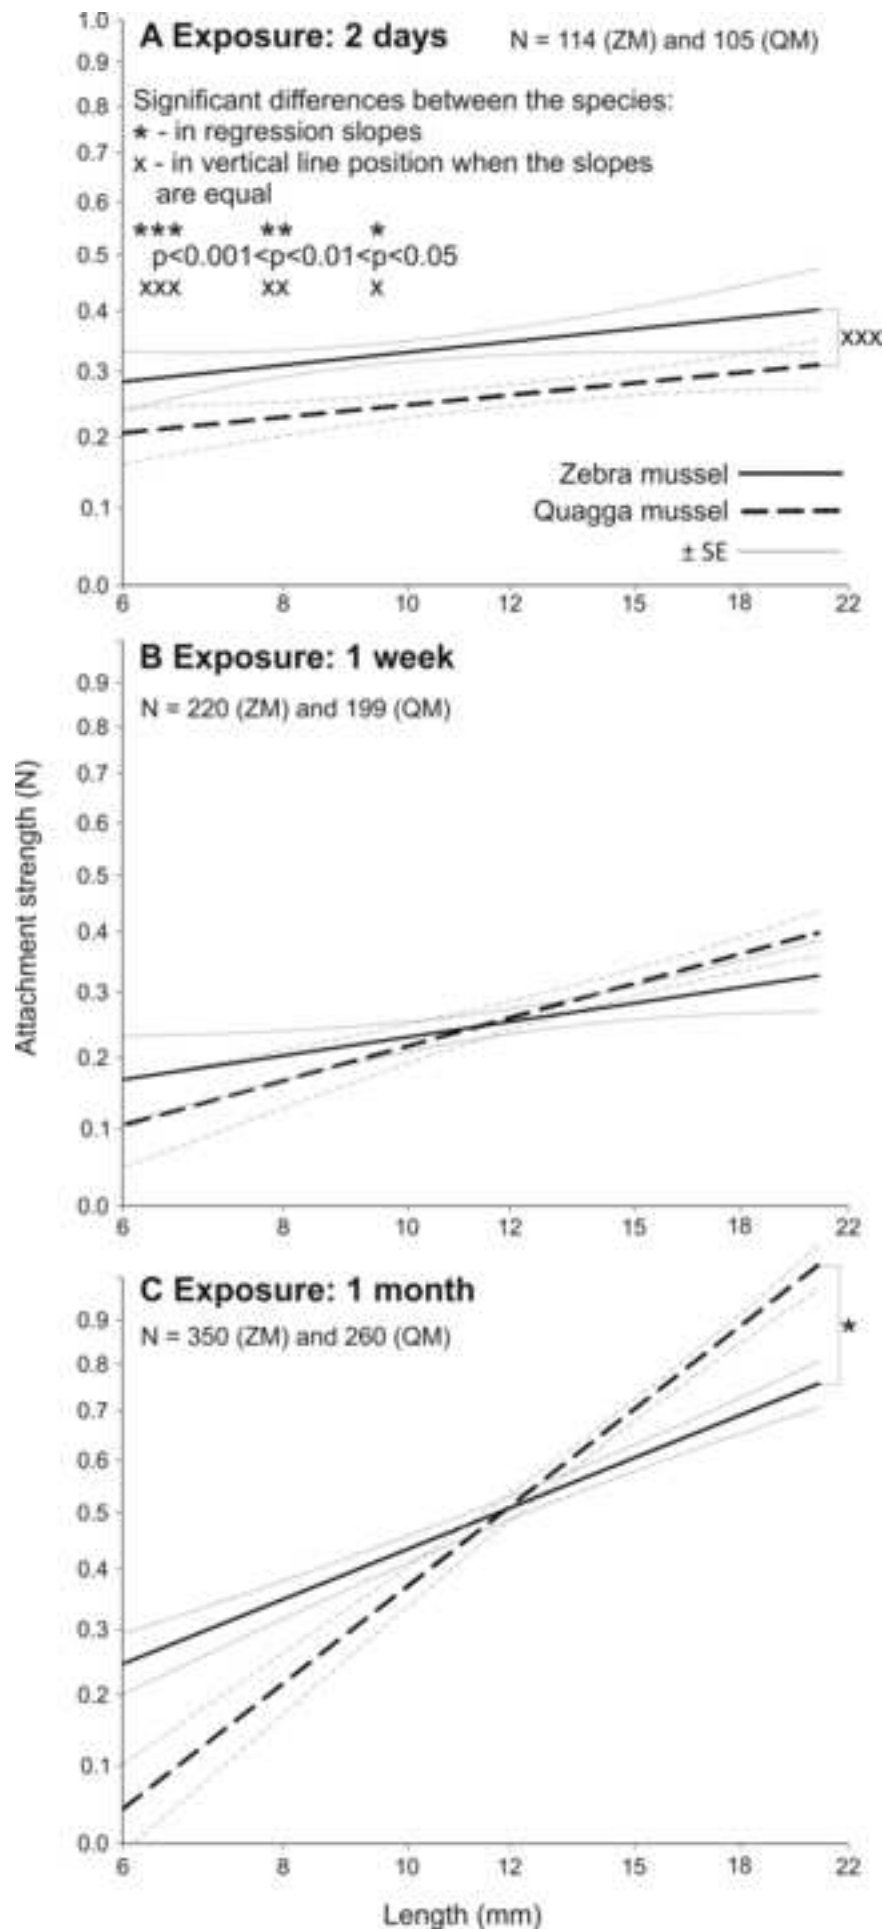 A Exposure: 2 days
N = 114 (ZM) and 105 (QM)
Significant differences between the species:
* - in regression slopes
x - in vertical line position when the slopes
are equal
*** ** *
p<0.001<p<0.01<p<0.05
xxx xx x
xxx
Zebra mussel
Quagga mussel
± SE
1.0
0.9
0.8
0.7
0.6
0.5
0.4
0.3
0.2
0.1
0.0
6 8 10 12 15 18 22
B Exposure: 1 week
N = 220 (ZM) and 199 (QM)
0.9
0.8
0.7
0.6
0.5
0.4
0.3
0.2
0.1
0.0
6 8 10 12 15 18 22
Attachment strength (N)
C Exposure: 1 month
N = 350 (ZM) and 260 (QM)
*
0.9
0.8
0.7
0.6
0.5
0.4
0.3
0.2
0.1
0.0
6 8 10 12 15 18 22
Length (mm)